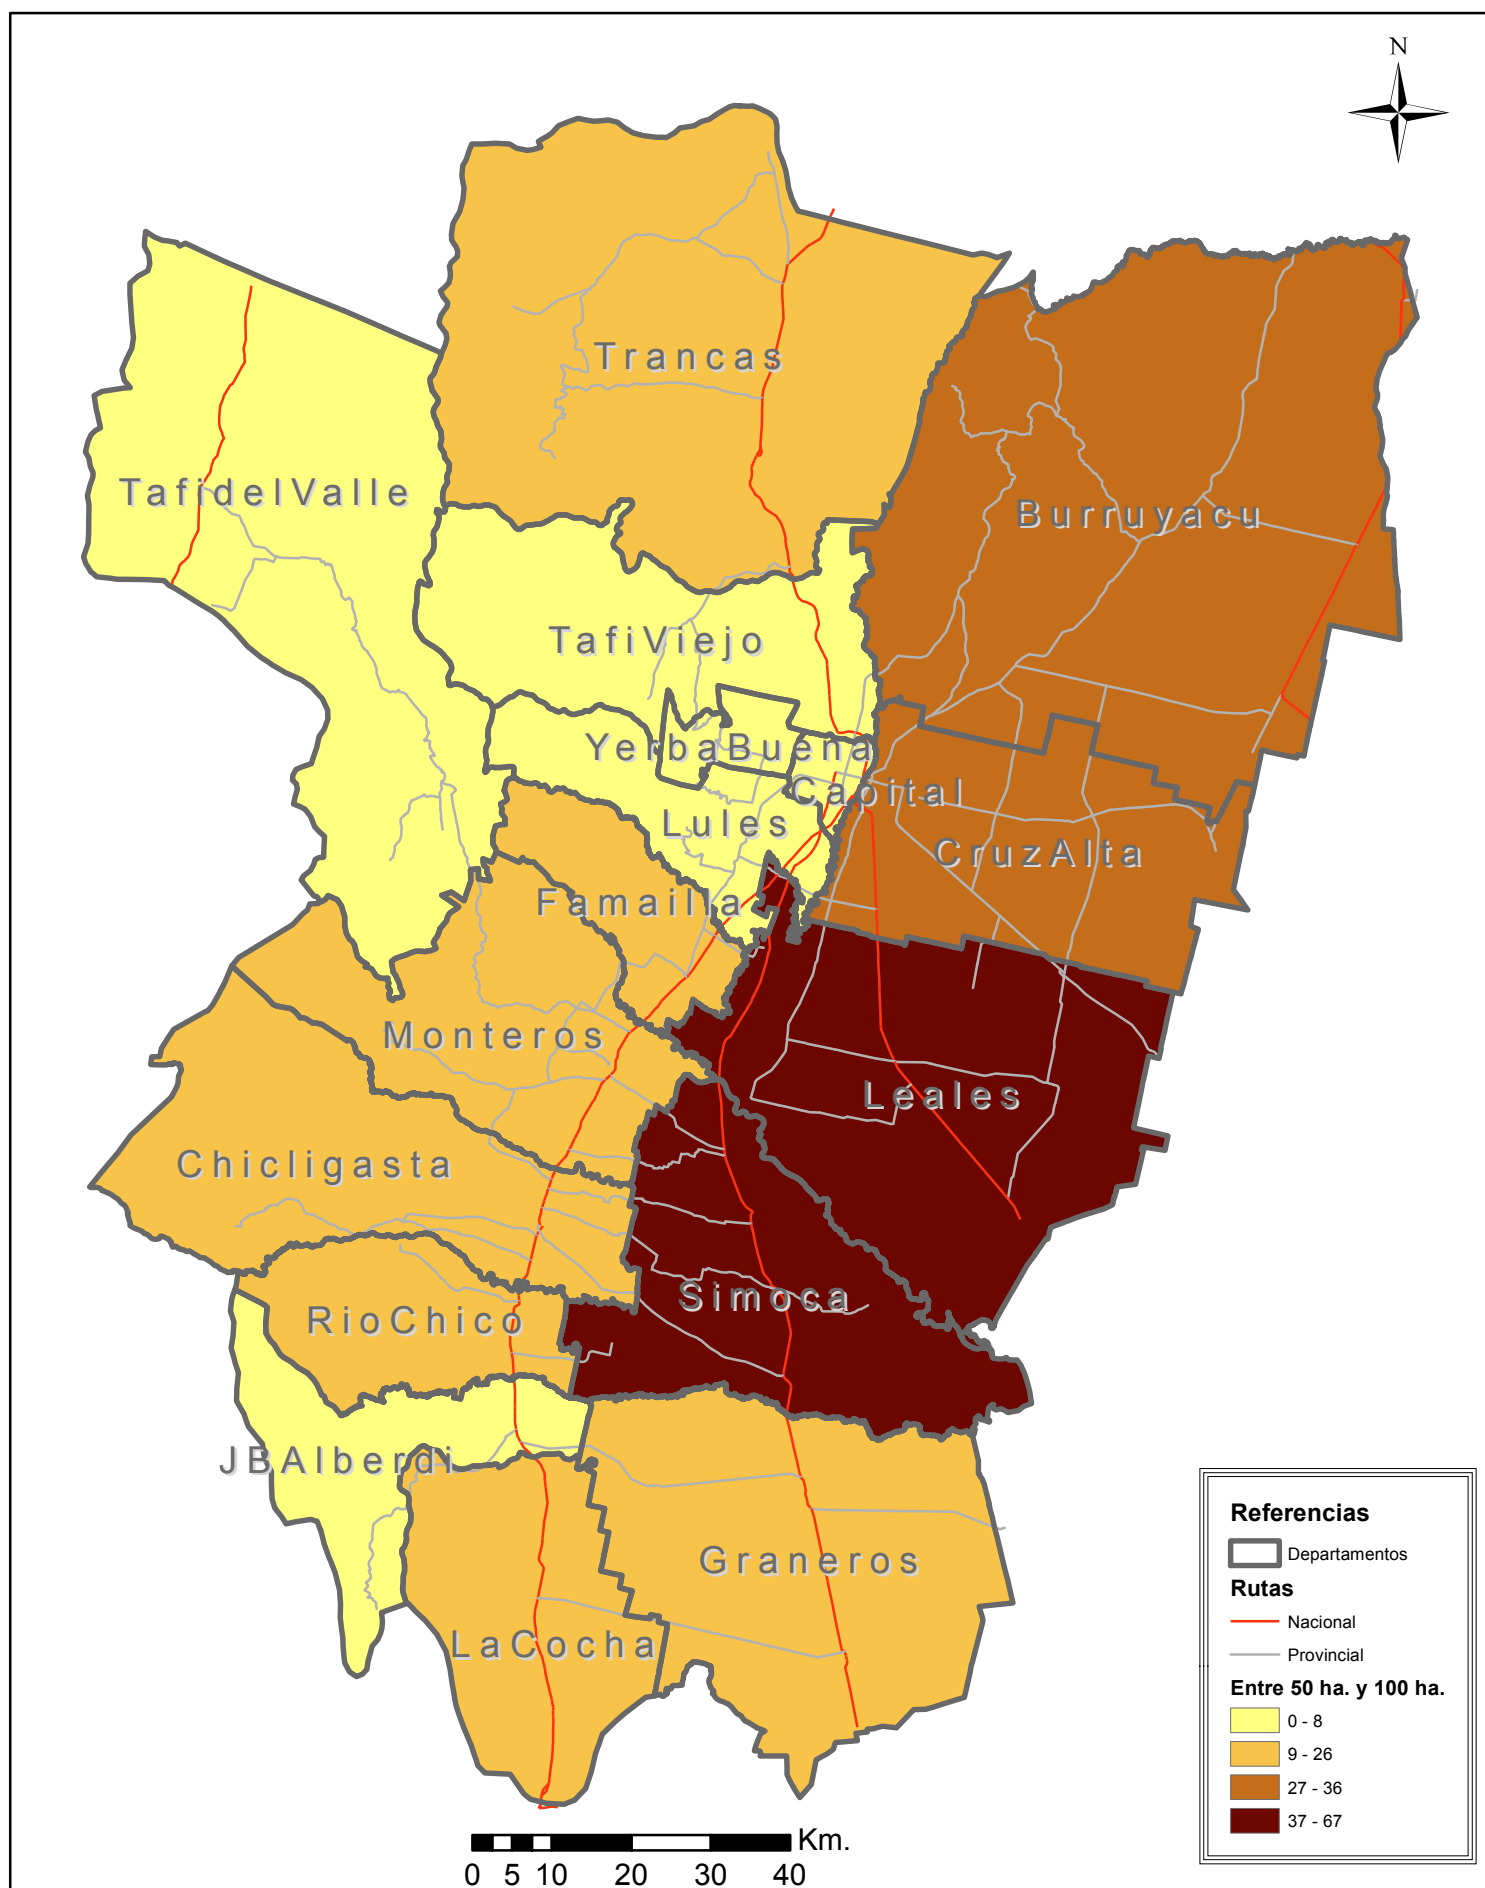 N
Trancas
TafidelValle
Burruyacu
TafiViejo
YerbaBuena
Capital
Lules
CruzAlta
Famailla
Monteros
Leales
Chicligasta
Simoca
RioChico
JBAlberdi
Graneros
LaCocha
Referencias
Departamentos
Rutas
Nacional
Provincial
Entre 50 ha. y 100 ha.
0 - 8
9 - 26
27 - 36
37 - 67
Km.
0 5 10 20 30 40